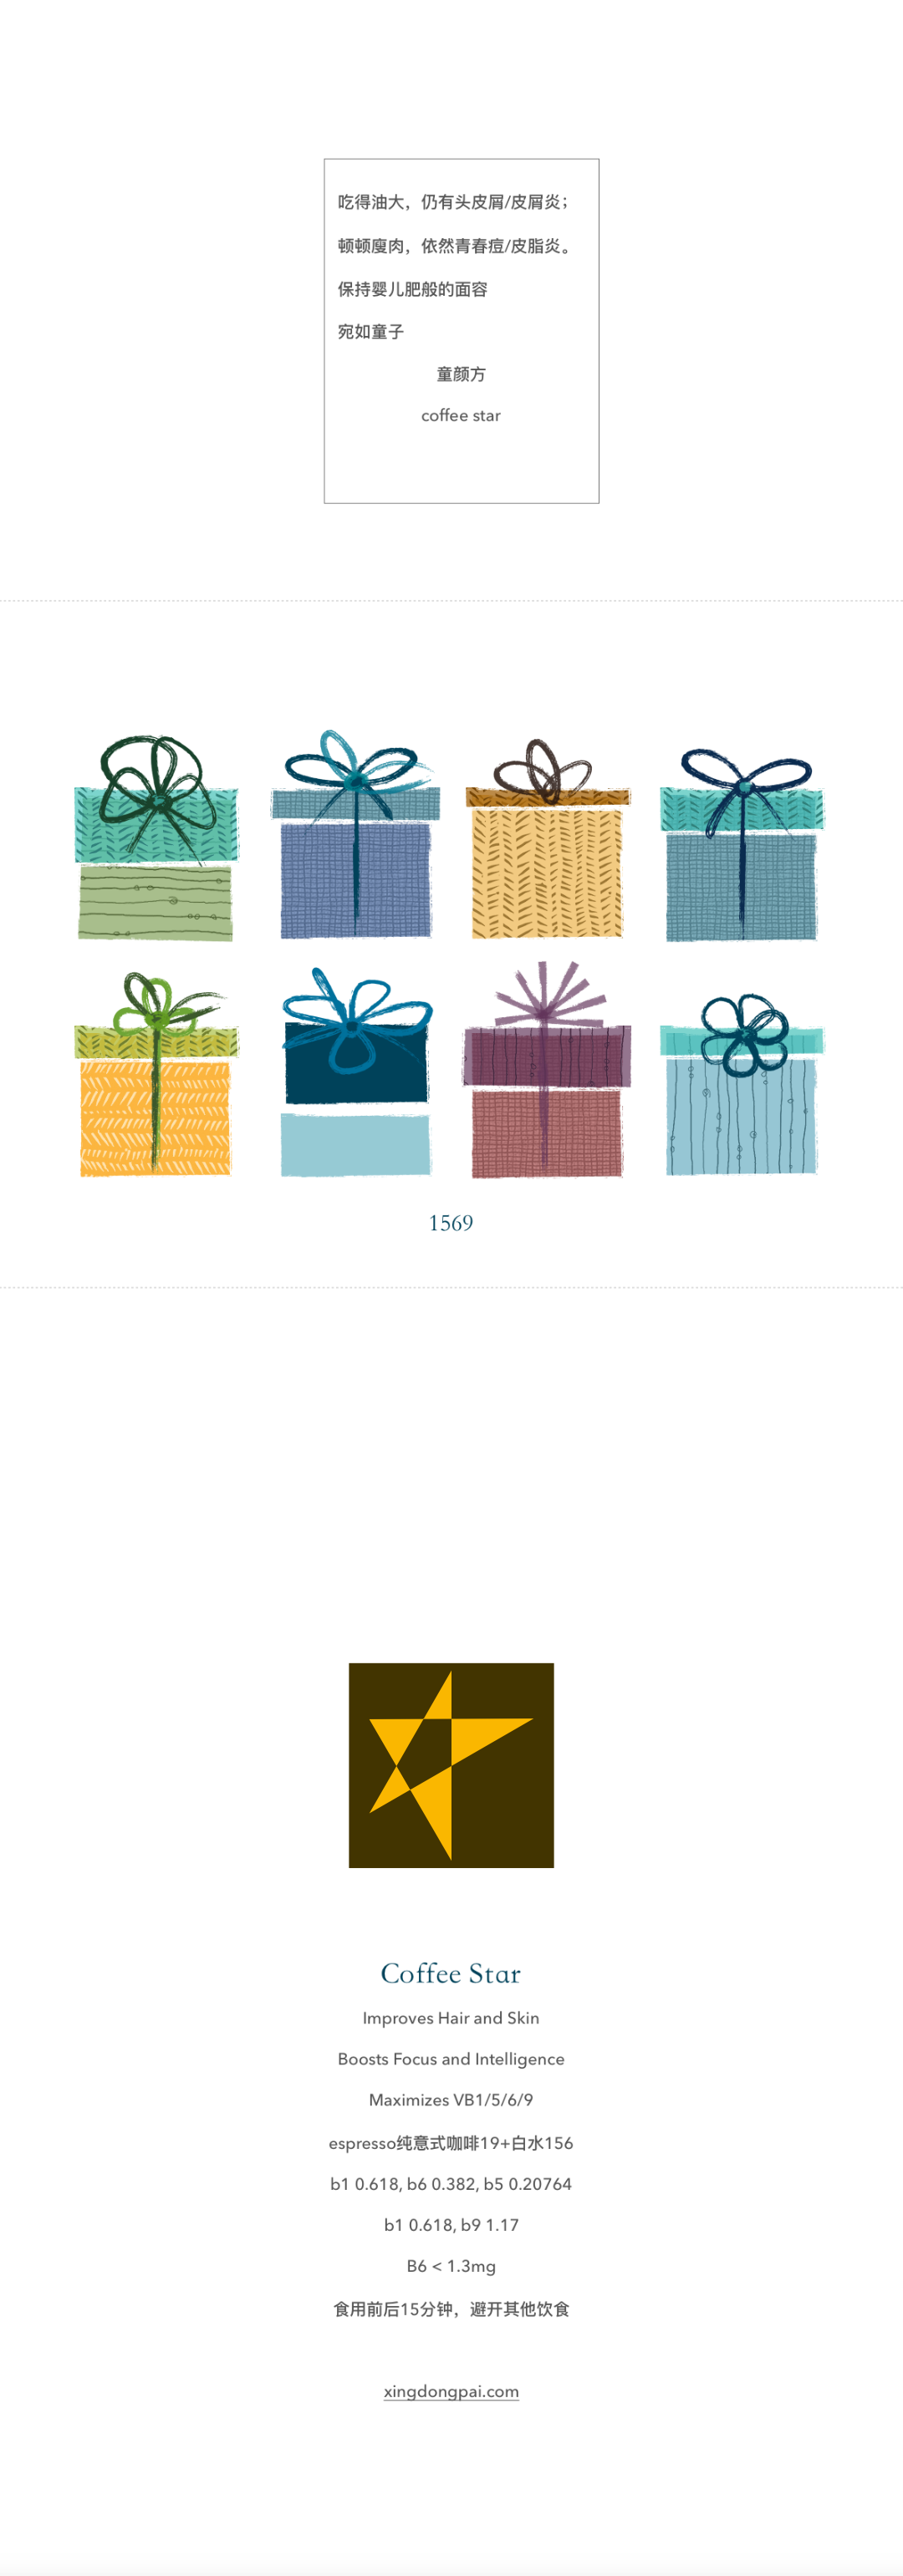 吃得油大，仍有头皮屑/皮屑炎；
顿顿廋肉，依然青春痘/皮脂炎。
保持婴儿肥般的面容
宛如童子
童颜方
coffee star
1569
Coffee Star
Improves Hair and Skin
Boosts Focus and Intelligence
Maximizes VB1/5/6/9
espresso纯意式咖啡19+白水156
b1 0.618, b6 0.382, b5 0.20764
b1 0.618, b9 1.17
B6 < 1.3mg
食用前后15分钟，避开其他饮食
xingdongpai.com